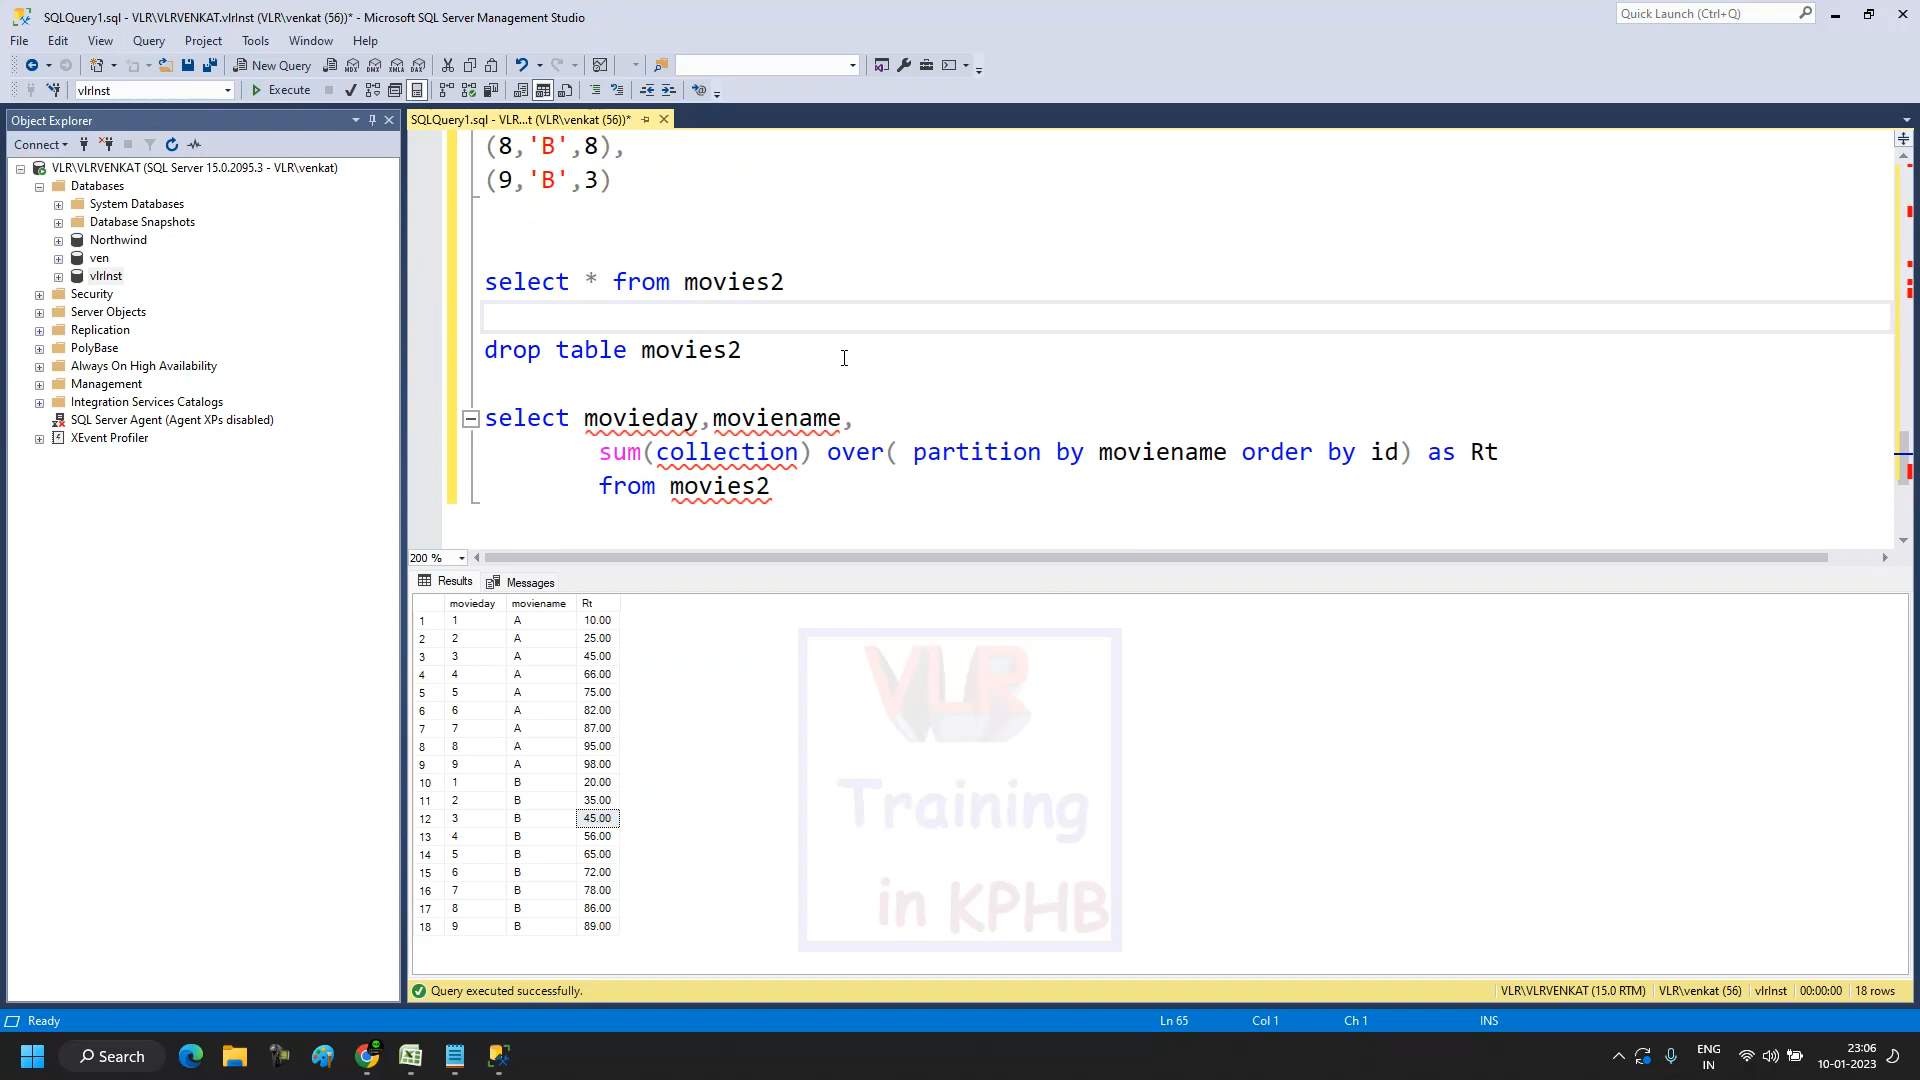 SQLQuery1.sql - VLR\VLRVENKAT.vlrInst (VLR\venkat (56))* - Microsoft SQL Server Management Studio
Quick Launch (Ctrl+Q)
File Edit View Query Project Tools Window Help
New Query
vlrInst Execute
Object Explorer
SQLQuery1.sql - VLR...t (VLR\venkat (56))*
Connect
VLR\VLRVENKAT (SQL Server 15.0.2095.3 - VLR\venkat)
Databases
System Databases
Database Snapshots
Northwind
ven
vlrInst
Security
Server Objects
Replication
PolyBase
Always On High Availability
Management
Integration Services Catalogs
SQL Server Agent (Agent XPs disabled)
XEvent Profiler
(8,'B',8),
(9,'B',3)
select * from movies2
drop table movies2
select movieday,moviename,
sum(collection) over( partition by moviename order by id) as Rt
from movies2
200 %
Results Messages
movieday moviename Rt
1 1 A 10.00
2 2 A 25.00
3 3 A 45.00
4 4 A 66.00
5 5 A 75.00
6 6 A 82.00
7 7 A 87.00
8 8 A 95.00
9 9 A 98.00
10 1 B 20.00
11 2 B 35.00
12 3 B 45.00
13 4 B 56.00
14 5 B 65.00
15 6 B 72.00
16 7 B 78.00
17 8 B 86.00
18 9 B 89.00
VLR
Training
in KPHB
Query executed successfully. VLR\VLRVENKAT (15.0 RTM) VLR\venkat (56) vlrInst 00:00:00 18 rows
Ready Ln 65 Col 1 Ch 1 INS
Search
ENG
IN
23:06
10-01-2023